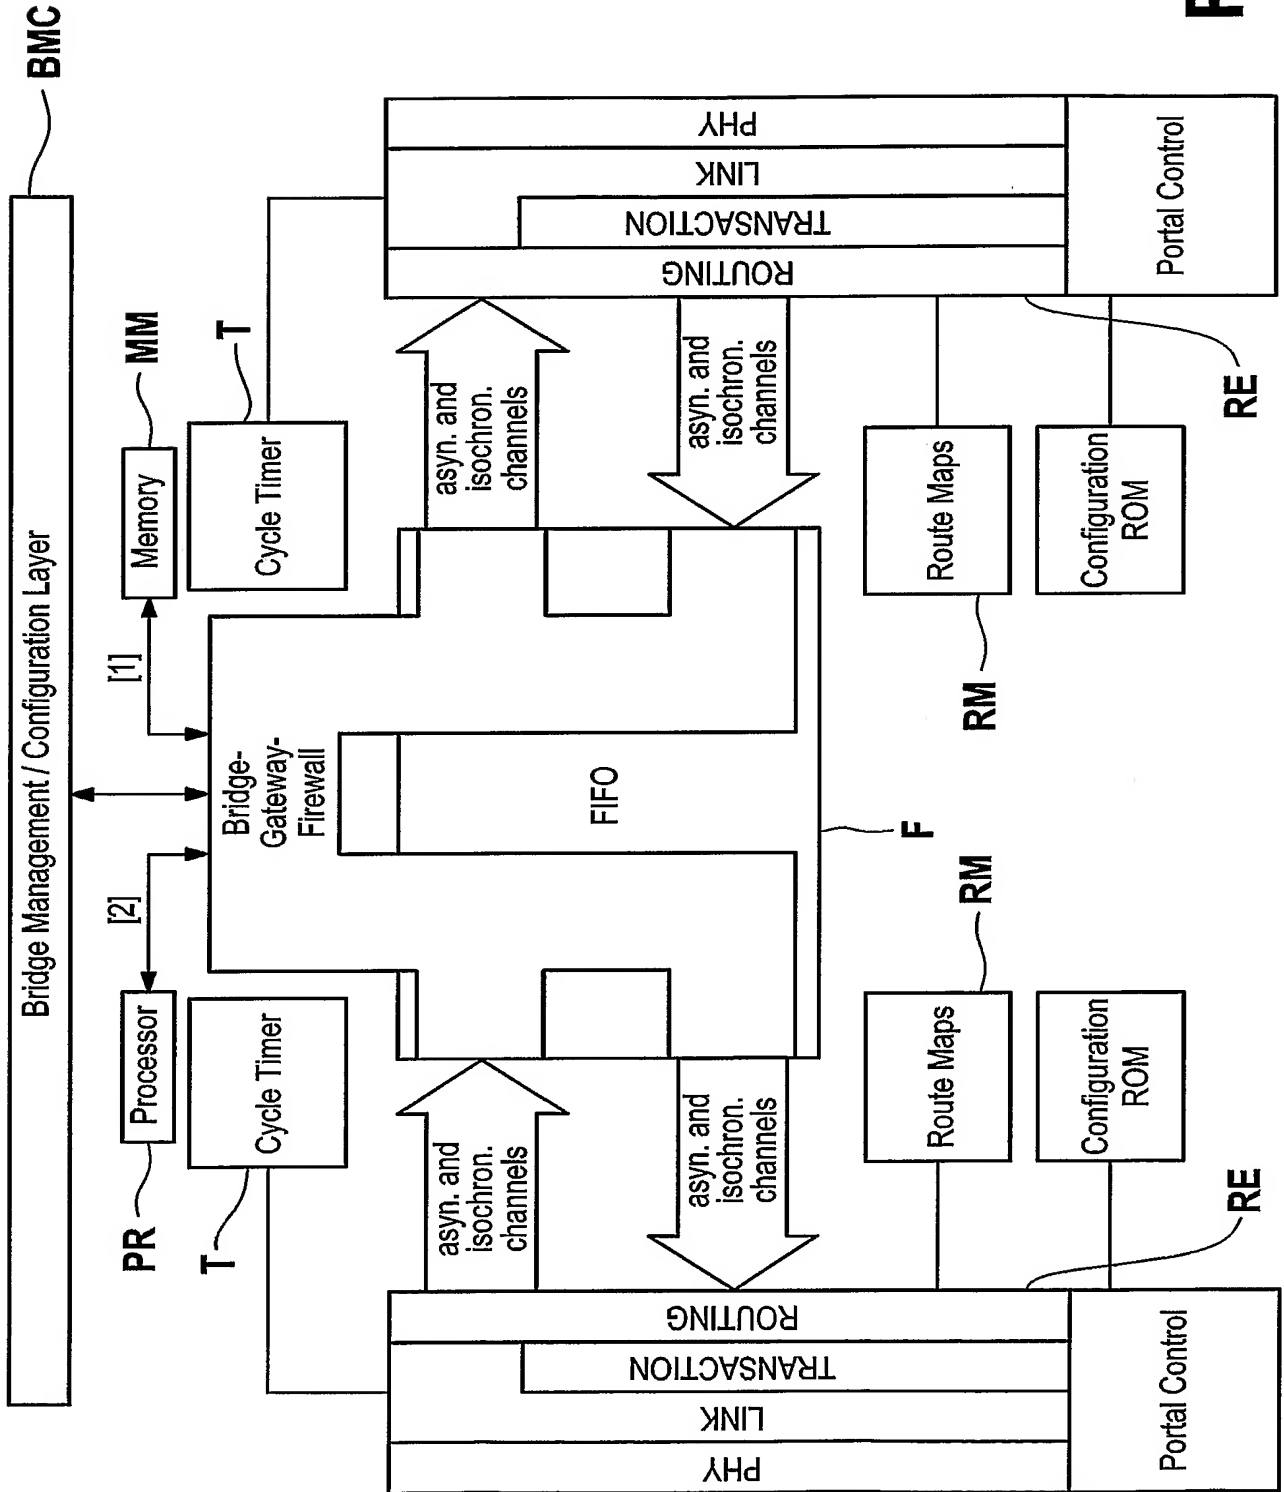 BMC
Bridge Management / Configuration Layer
PR
Processor
[2]
[1]
Memory
MM
T
Cycle Timer
Bridge-
Gateway-
Firewall
Cycle Timer
T
PHY
LINK
TRANSACTION
ROUTING
Portal Control
asyn. and
isochron.
channels
asyn. and
isochron.
channels
FIFO
F
asyn. and
isochron.
channels
asyn. and
isochron.
channels
ROUTING
TRANSACTION
LINK
PHY
Portal Control
Route Maps
RM
Configuration
ROM
RE
Route Maps
RM
Configuration
ROM
RE